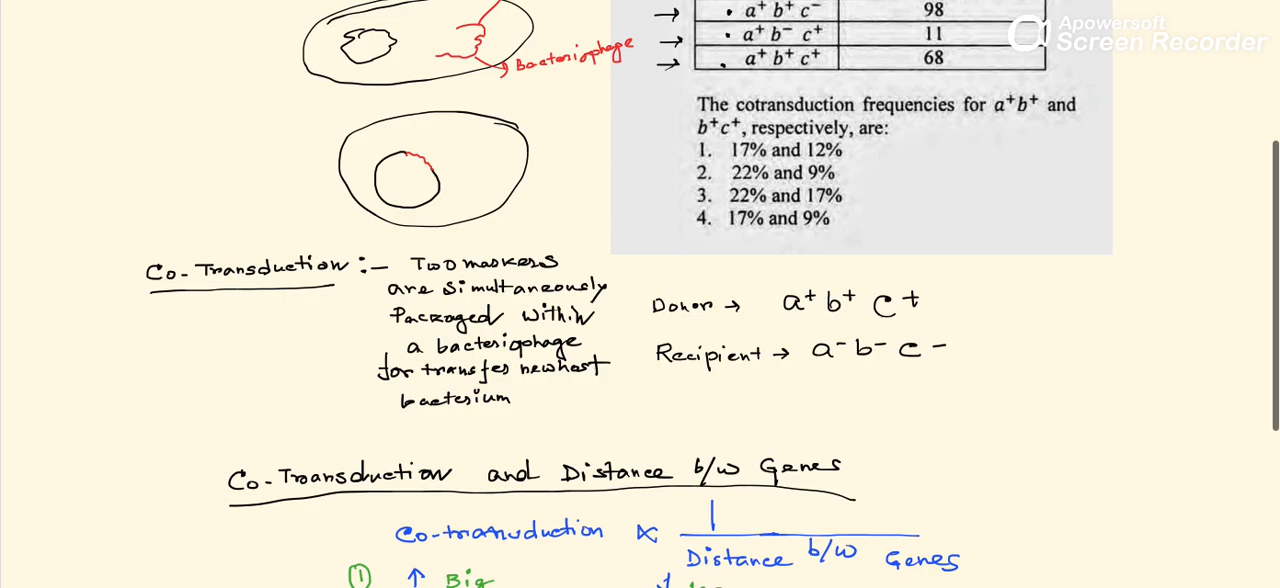 a⁺ b⁺ c⁻ 98
a⁺ b⁻ c⁺ 11
a⁺ b⁺ c⁺ 68
Apowersoft
Screen Recorder
Bacteriophage
The cotransduction frequencies for a⁺b⁺ and
b⁺c⁺, respectively, are:
1. 17% and 12%
2. 22% and 9%
3. 22% and 17%
4. 17% and 9%
Co-Transduction :- Two markers
are simultaneously
Packaged within
a bacteriophage
for transfer newhost
bacterium
Donor → a⁺ b⁺ c⁺
Recipient → a⁻ b⁻ c⁻
Co-Transduction and Distance b/w Genes
Co-transduction ∝ 1
Distance b/w Genes
① ↑ Big